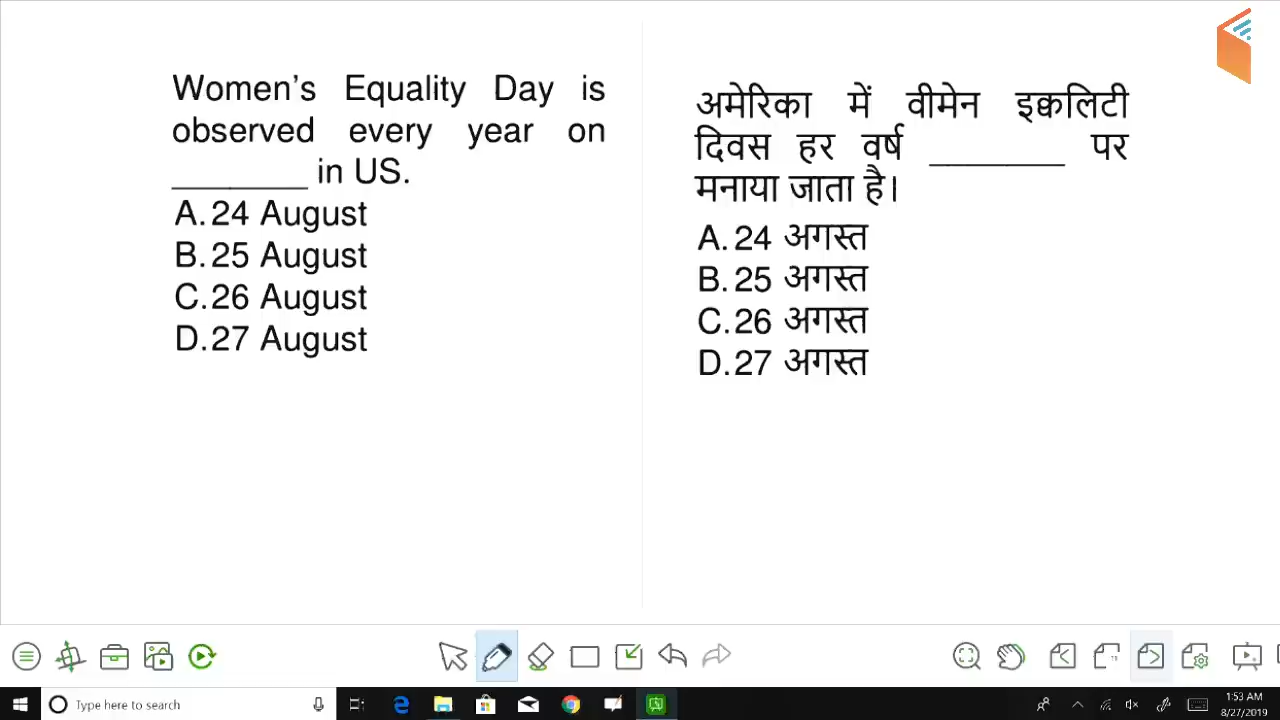 Women's Equality Day is
observed every year on
_______ in US.
A. 24 August
B. 25 August
C. 26 August
D. 27 August
अमेरिका में वीमेन इक्वलिटी
दिवस हर वर्ष _______ पर
मनाया जाता है।
A. 24 अगस्त
B. 25 अगस्त
C. 26 अगस्त
D. 27 अगस्त
Type here to search
1:53 AM
8/27/2019